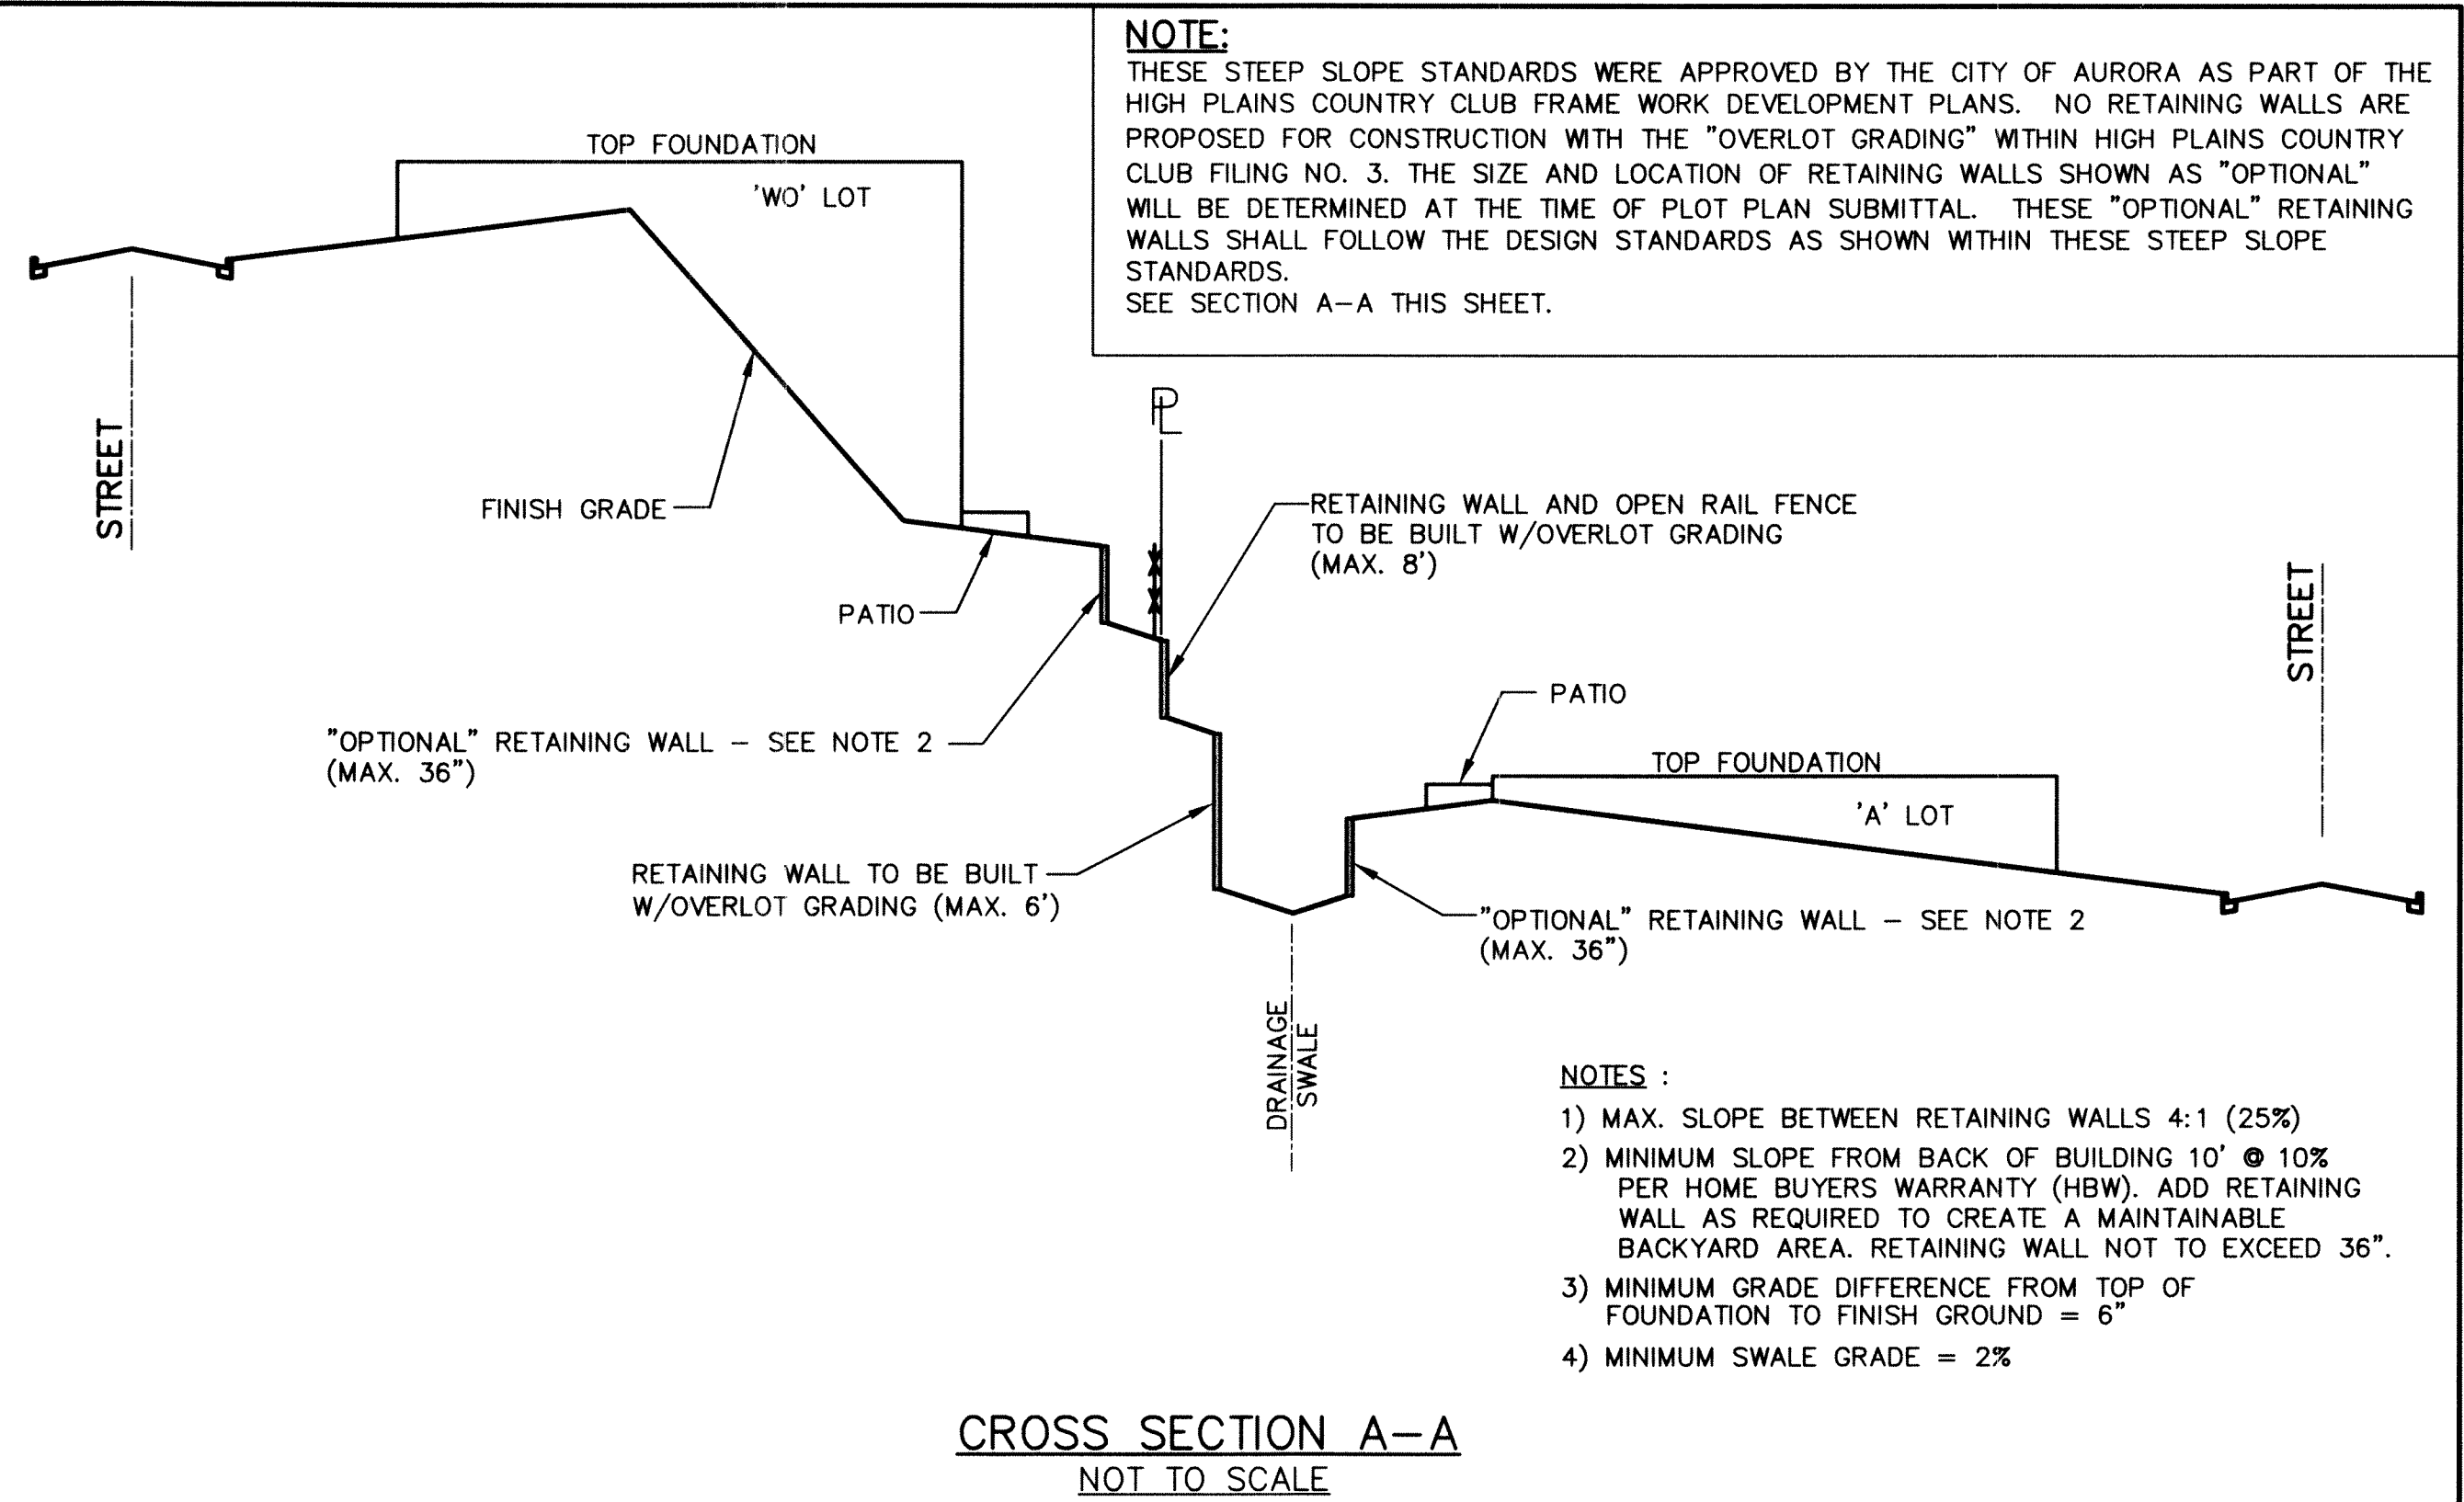 NOTE:
THESE STEEP SLOPE STANDARDS WERE APPROVED BY THE CITY OF AURORA AS PART OF THE
HIGH PLAINS COUNTRY CLUB FRAME WORK DEVELOPMENT PLANS. NO RETAINING WALLS ARE
PROPOSED FOR CONSTRUCTION WITH THE "OVERLOT GRADING" WITHIN HIGH PLAINS COUNTRY
CLUB FILING NO. 3. THE SIZE AND LOCATION OF RETAINING WALLS SHOWN AS "OPTIONAL"
WILL BE DETERMINED AT THE TIME OF PLOT PLAN SUBMITTAL. THESE "OPTIONAL" RETAINING
WALLS SHALL FOLLOW THE DESIGN STANDARDS AS SHOWN WITHIN THESE STEEP SLOPE
STANDARDS.
SEE SECTION A-A THIS SHEET.
TOP FOUNDATION
'WO' LOT
STREET
FINISH GRADE
PATIO
PL
RETAINING WALL AND OPEN RAIL FENCE
TO BE BUILT W/OVERLOT GRADING
(MAX. 8')
"OPTIONAL" RETAINING WALL - SEE NOTE 2
(MAX. 36")
RETAINING WALL TO BE BUILT
W/OVERLOT GRADING (MAX. 6')
PATIO
TOP FOUNDATION
'A' LOT
STREET
"OPTIONAL" RETAINING WALL - SEE NOTE 2
(MAX. 36")
DRAINAGE
SWALE
NOTES :
1) MAX. SLOPE BETWEEN RETAINING WALLS 4:1 (25%)
2) MINIMUM SLOPE FROM BACK OF BUILDING 10' @ 10%
PER HOME BUYERS WARRANTY (HBW). ADD RETAINING
WALL AS REQUIRED TO CREATE A MAINTAINABLE
BACKYARD AREA. RETAINING WALL NOT TO EXCEED 36".
3) MINIMUM GRADE DIFFERENCE FROM TOP OF
FOUNDATION TO FINISH GROUND = 6"
4) MINIMUM SWALE GRADE = 2%
CROSS SECTION A-A
NOT TO SCALE